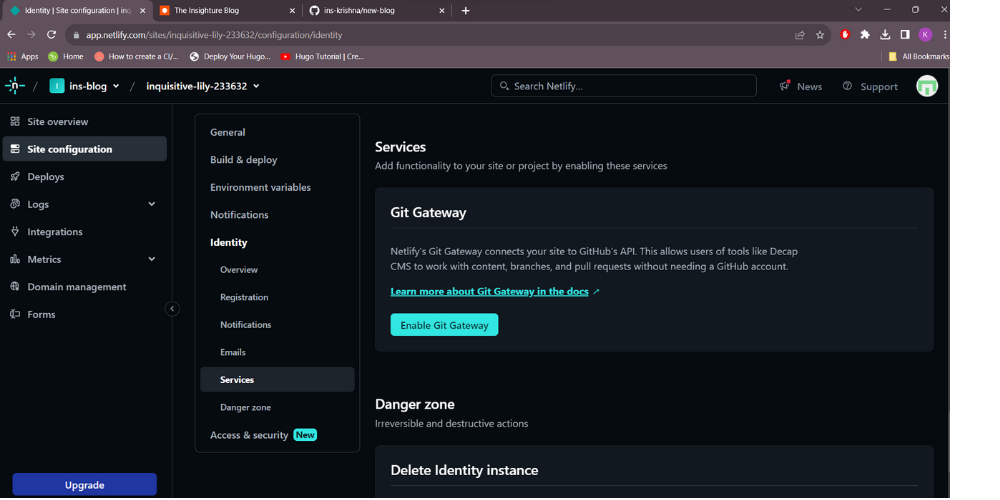 Identity | Site configuration | inq
The Insighture Blog
ins-krishna/new-blog
app.netlify.com/sites/inquisitive-lily-233632/configuration/identity
K
Apps
Home
How to create a CI/...
Deploy Your Hugo...
Hugo Tutorial | Cre...
All Bookmarks
I
ins-blog
inquisitive-lily-233632
Search Netlify...
News
Support
Site overview
Site configuration
Deploys
Logs
Integrations
Metrics
Domain management
Forms
Upgrade
General
Build & deploy
Environment variables
Notifications
Identity
Overview
Registration
Notifications
Emails
Services
Danger zone
Access & security New
Services
Add functionality to your site or project by enabling these services
Git Gateway
Netlify's Git Gateway connects your site to GitHub's API. This allows users of tools like Decap
CMS to work with content, branches, and pull requests without needing a GitHub account.
Learn more about Git Gateway in the docs
Enable Git Gateway
Danger zone
Irreversible and destructive actions
Delete Identity instance